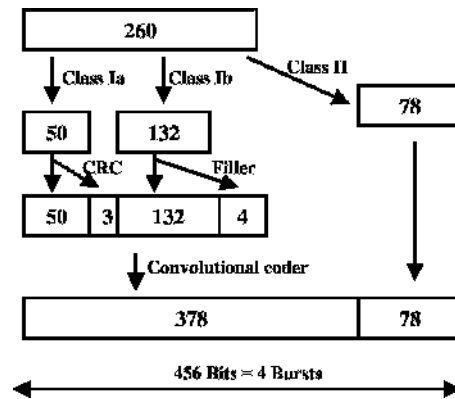 260
Class Ia
Class Ib
Class II
78
50
132
CRC
Filler
50 3 132 4
Convolutional coder
378 78
456 Bits = 4 Bursts